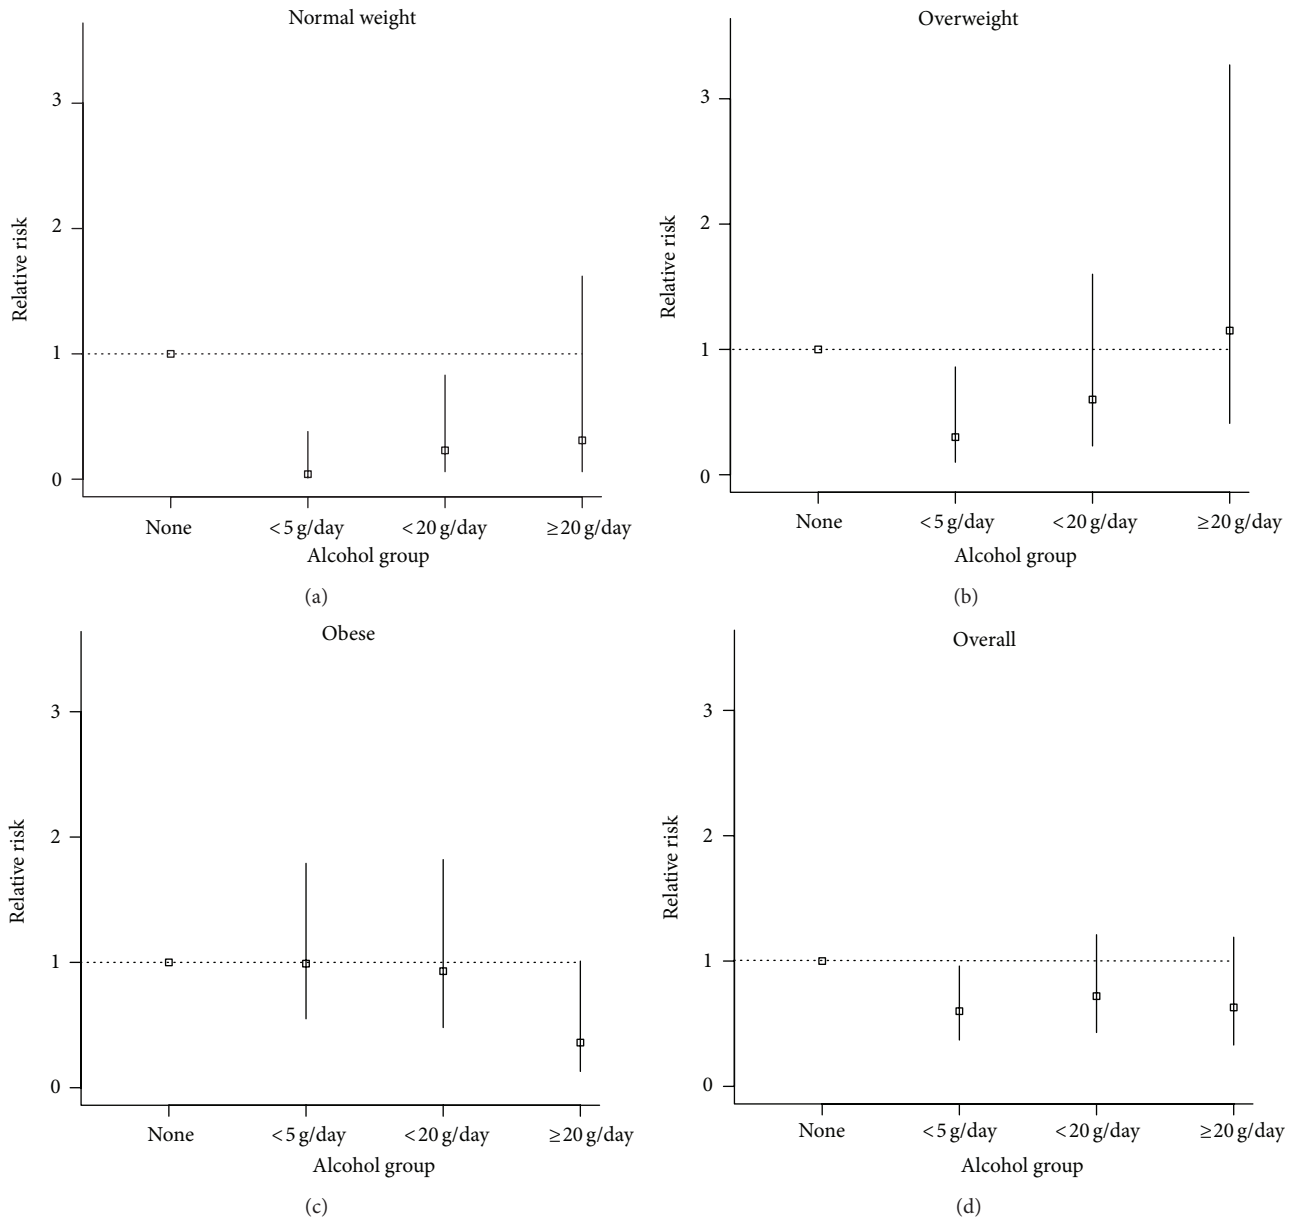 Normal weight
3
2
1
0
Relative risk
None <5 g/day <20 g/day ≥20 g/day
Alcohol group
(a)
Overweight
3
2
1
0
Relative risk
None <5 g/day <20 g/day ≥20 g/day
Alcohol group
(b)
Obese
3
2
1
0
Relative risk
None <5 g/day <20 g/day ≥20 g/day
Alcohol group
(c)
Overall
3
2
1
0
Relative risk
None <5 g/day <20 g/day ≥20 g/day
Alcohol group
(d)